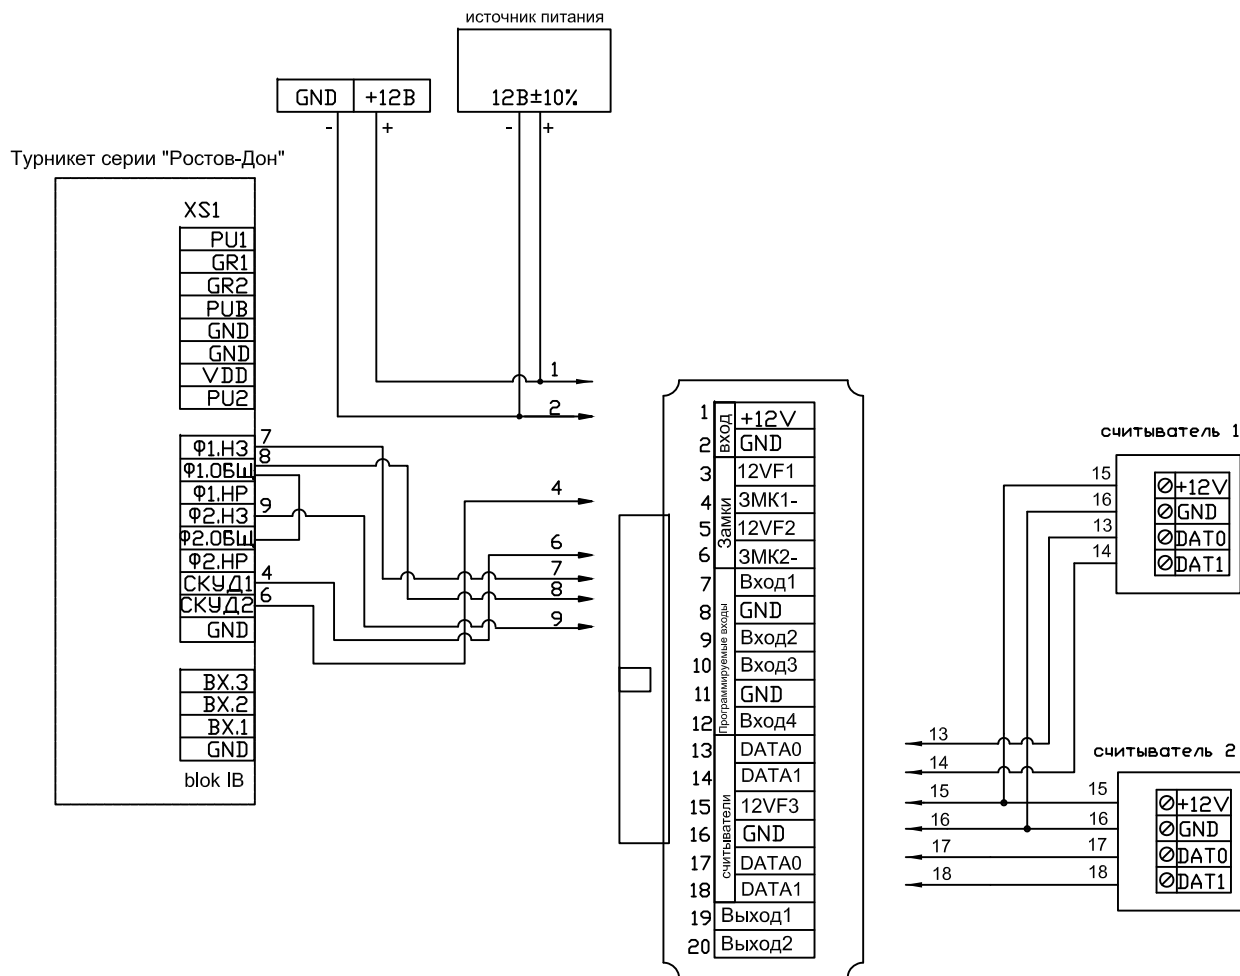 источник питания
12В±10%
- +
GND +12В
- +
Турникет серии "Ростов-Дон"
XS1
PU1
GR1
GR2
PUB
GND
GND
VDD
PU2
Ф1.НЗ 7
Ф1.ОБЩ 8
Ф1.НР
Ф2.НЗ 9
Ф2.ОБЩ
Ф2.НР
СКУД1 4
СКУД2 6
GND
ВХ.3
ВХ.2
ВХ.1
GND
blok IB
1
2
4
6
7
8
9
вход
Замки
Программируемые входы
считыватели
1 +12V
2 GND
3 12VF1
4 ЗМК1-
5 12VF2
6 ЗМК2-
7 Вход1
8 GND
9 Вход2
10 Вход3
11 GND
12 Вход4
13 DATA0
14 DATA1
15 12VF3
16 GND
17 DATA0
18 DATA1
19 Выход1
20 Выход2
считыватель 1
15 +12V
16 GND
13 DAT0
14 DAT1
13
14
15
16
17
18
считыватель 2
15 +12V
16 GND
17 DAT0
18 DAT1